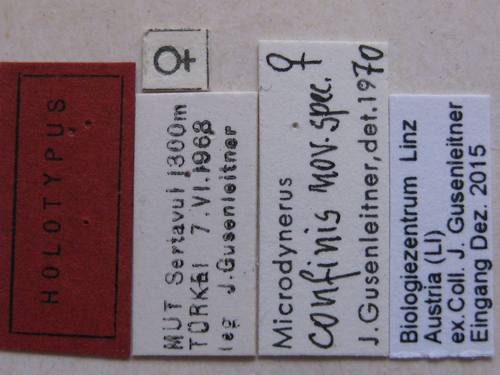 HOLOTYPUS
♀
MUT Sertavul 1300m
TÜRKEI 7.VI.1968
leg J.Gusenleitner
Microdynerus
confinis nov. spec. ♀
J.Gusenleitner,det.1970
Biologiezentrum Linz
Austria (LI)
ex.Coll. J. Gusenleitner
Eingang Dez. 2015